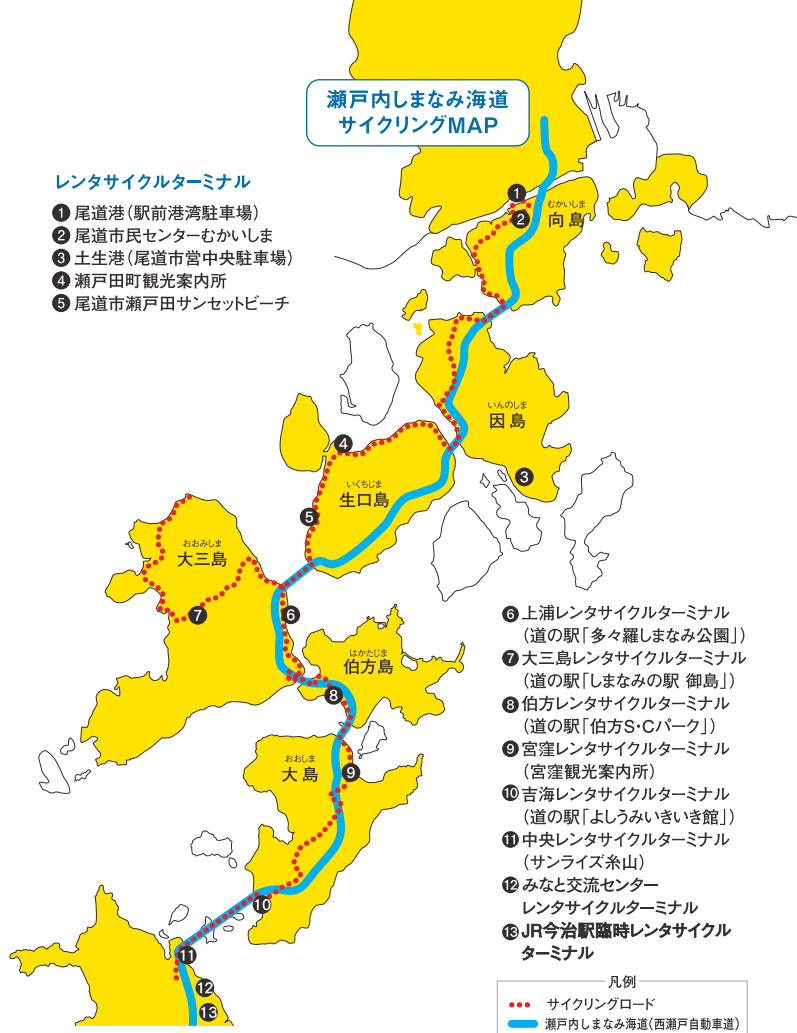 瀬戸内しまなみ海道
サイクリングMAP
レンタサイクルターミナル
1 尾道港（駅前港湾駐車場）
2 尾道市民センターむかいしま
3 土生港（尾道市営中央駐車場）
4 瀬戸田町観光案内所
5 尾道市瀬戸田サンセットビーチ
1
2
むかいしま
向島
いんのしま
因島
3
4
いくちじま
生口島
5
おおみしま
大三島
6
7
はかたじま
伯方島
8
おおしま
大島
9
10
11
12
13
6 上浦レンタサイクルターミナル
（道の駅「多々羅しまなみ公園」）
7 大三島レンタサイクルターミナル
（道の駅「しまなみの駅 御島」）
8 伯方レンタサイクルターミナル
（道の駅「伯方S・Cパーク」）
9 宮窪レンタサイクルターミナル
（宮窪観光案内所）
10 吉海レンタサイクルターミナル
（道の駅「よしうみいきいき館」）
11 中央レンタサイクルターミナル
（サンライズ糸山）
12 みなと交流センター
レンタサイクルターミナル
13 JR今治駅臨時レンタサイクル
ターミナル
凡例
サイクリングロード
瀬戸内しまなみ海道（西瀬戸自動車道）